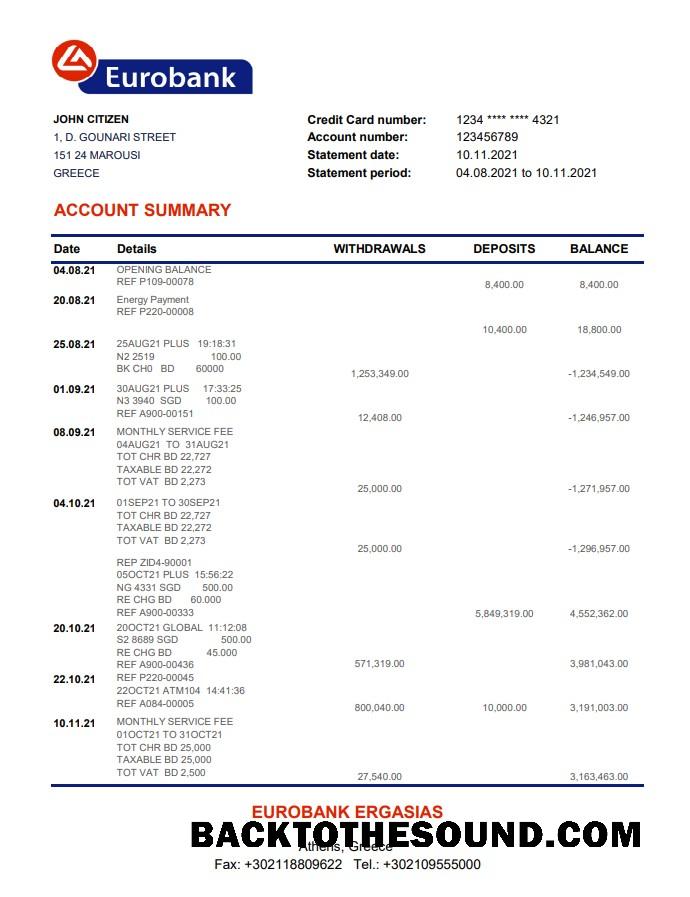 Eurobank
JOHN CITIZEN
1, D. GOUNARI STREET
151 24 MAROUSI
GREECE
Credit Card number: 1234 **** **** 4321
Account number: 123456789
Statement date: 10.11.2021
Statement period: 04.08.2021 to 10.11.2021
ACCOUNT SUMMARY
Date Details WITHDRAWALS DEPOSITS BALANCE
04.08.21 OPENING BALANCE
REF P109-00078
8,400.00 8,400.00
20.08.21 Energy Payment
REF P220-00008
10,400.00 18,800.00
25.08.21 25AUG21 PLUS 19:18:31
N2 2519 100.00
BK CH0 BD 60000
1,253,349.00 -1,234,549.00
01.09.21 30AUG21 PLUS 17:33:25
N3 3940 SGD 100.00
REF A900-00151
12,408.00 -1,246,957.00
08.09.21 MONTHLY SERVICE FEE
04AUG21 TO 31AUG21
TOT CHR BD 22,727
TAXABLE BD 22,272
TOT VAT BD 2,273
25,000.00 -1,271,957.00
04.10.21 01SEP21 TO 30SEP21
TOT CHR BD 22,727
TAXABLE BD 22,272
TOT VAT BD 2,273
25,000.00 -1,296,957.00
REP ZID4-90001
05OCT21 PLUS 15:56:22
NG 4331 SGD 500.00
RE CHG BD 60.000
REF A900-00333
5,849,319.00 4,552,362.00
20.10.21 20OCT21 GLOBAL 11:12:08
S2 8689 SGD 500.00
RE CHG BD 45.000
REF A900-00436
571,319.00 3,981,043.00
22.10.21 REF P220-00045
22OCT21 ATM104 14:41:36
REF A084-00005
800,040.00 10,000.00 3,191,003.00
10.11.21 MONTHLY SERVICE FEE
01OCT21 TO 31OCT21
TOT CHR BD 25,000
TAXABLE BD 25,000
TOT VAT BD 2,500
27,540.00 3,163,463.00
EUROBANK ERGASIAS
BACKTOTHESOUND.COM
Athens, Greece
Fax: +302118809622 Tel.: +302109555000